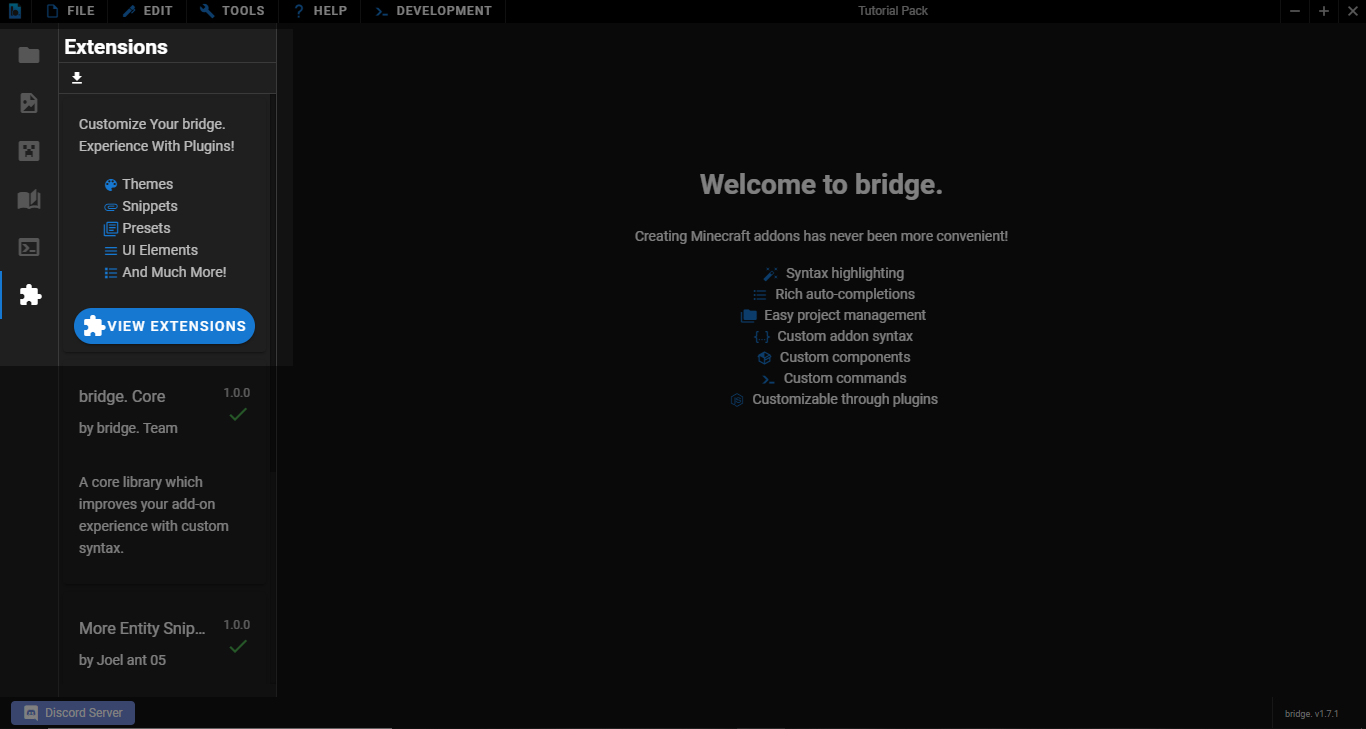 FILE EDIT TOOLS HELP DEVELOPMENT Tutorial Pack
Extensions
Customize Your bridge.
Experience With Plugins!
Themes
Snippets
Presets
UI Elements
And Much More!
VIEW EXTENSIONS
bridge. Core 1.0.0
by bridge. Team
A core library which
improves your add-on
experience with custom
syntax.
More Entity Snip... 1.0.0
by Joel ant 05
Welcome to bridge.
Creating Minecraft addons has never been more convenient!
Syntax highlighting
Rich auto-completions
Easy project management
Custom addon syntax
Custom components
Custom commands
Customizable through plugins
Discord Server
bridge. v1.7.1